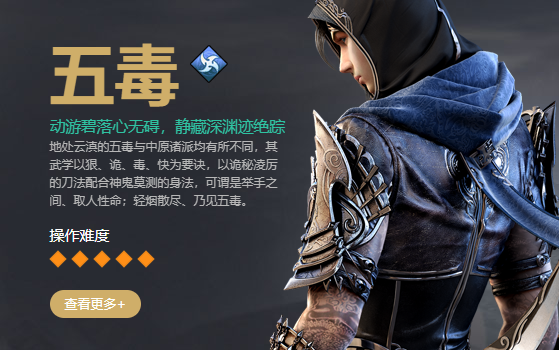 五毒
动游碧落心无碍，静藏深渊迹绝踪
地处云滇的五毒与中原诸派均有所不同，其
武学以狠、诡、毒、快为要诀，以诡秘凌厉
的刀法配合神鬼莫测的身法，可谓是举手之
间、取人性命；轻烟散尽、乃见五毒。
操作难度
查看更多+